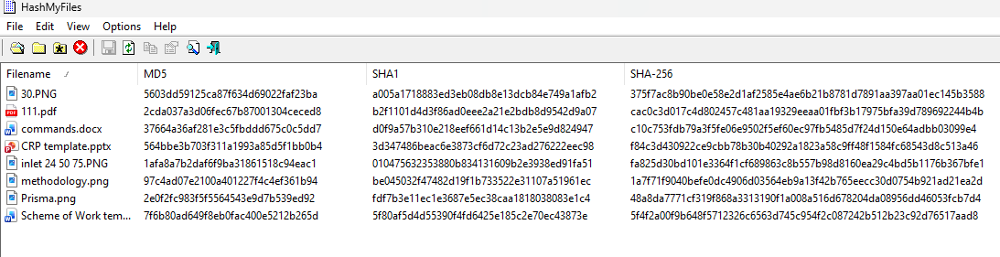 HashMyFiles
File Edit View Options Help
Filename MD5 SHA1 SHA-256
30.PNG 5603dd59125ca87f634d69022faf23ba a005a1718883ed3eb08db8e13dcb84e749a1afb2 375f7ac8b90be0e58e2d1af2585e4ae6b21b8781d7891aa397aa01ec145b3588
111.pdf 2cda037a3d06fec67b87001304ceced8 b2f1101d4d3f86ad0eee2a21e2bdb8d9542d9a07 cac0c3d017c4d802457c481aa19329eeaa01fbf3b17975bfa39d789692244b4b
commands.docx 37664a36af281e3c5fbddd675c0c5dd7 d0f9a57b310e218eef661d14c13b2e5e9d824947 c10c753fdb79a3f5fe06e9502f5ef60ec97fb5485d7f24d150e64adbb03099e4
CRP template.pptx 564bbe3b703f311a1993a85d5f1bb0b4 3d347486beac6e3873cf6d72c23ad276222eec98 f84c3d430922ce9cbb78b30b40292a1823a58c9ff48f1584fc68543d8c513a46
inlet 24 50 75.PNG 1afa8a7b2daf6f9ba31861518c94eac1 010475632353880b834131609b2e3938ed91fa51 fa825d30bd101e3364f1cf689863c8b557b98d8160ea29c4bd5b1176b367bfe1
methodology.png 97c4ad07e2100a401227f4c4ef361b94 be045032f47482d19f1b733522e31107a51961ec 1a7f71f9040befe0dc4906d03564eb9a13f42b765eecc30d0754b921ad21ea2d
Prisma.png 2e0f2fc983f5f5564543e9d7b539ed92 fdf7b3e11ec1e3687e5ec38caa1818038083e1c4 48a8da7771cf319f868a3313190f1a008a516d678204da08956dd46053fcb7d4
Scheme of Work tem... 7f6b80ad649f8eb0fac400e5212b265d 5f80af5d4d55390f4fd6425e185c2e70ec43873e 5f4f2a00f9b648f5712326c6563d745c954f2c087242b512b23c92d76517aad8